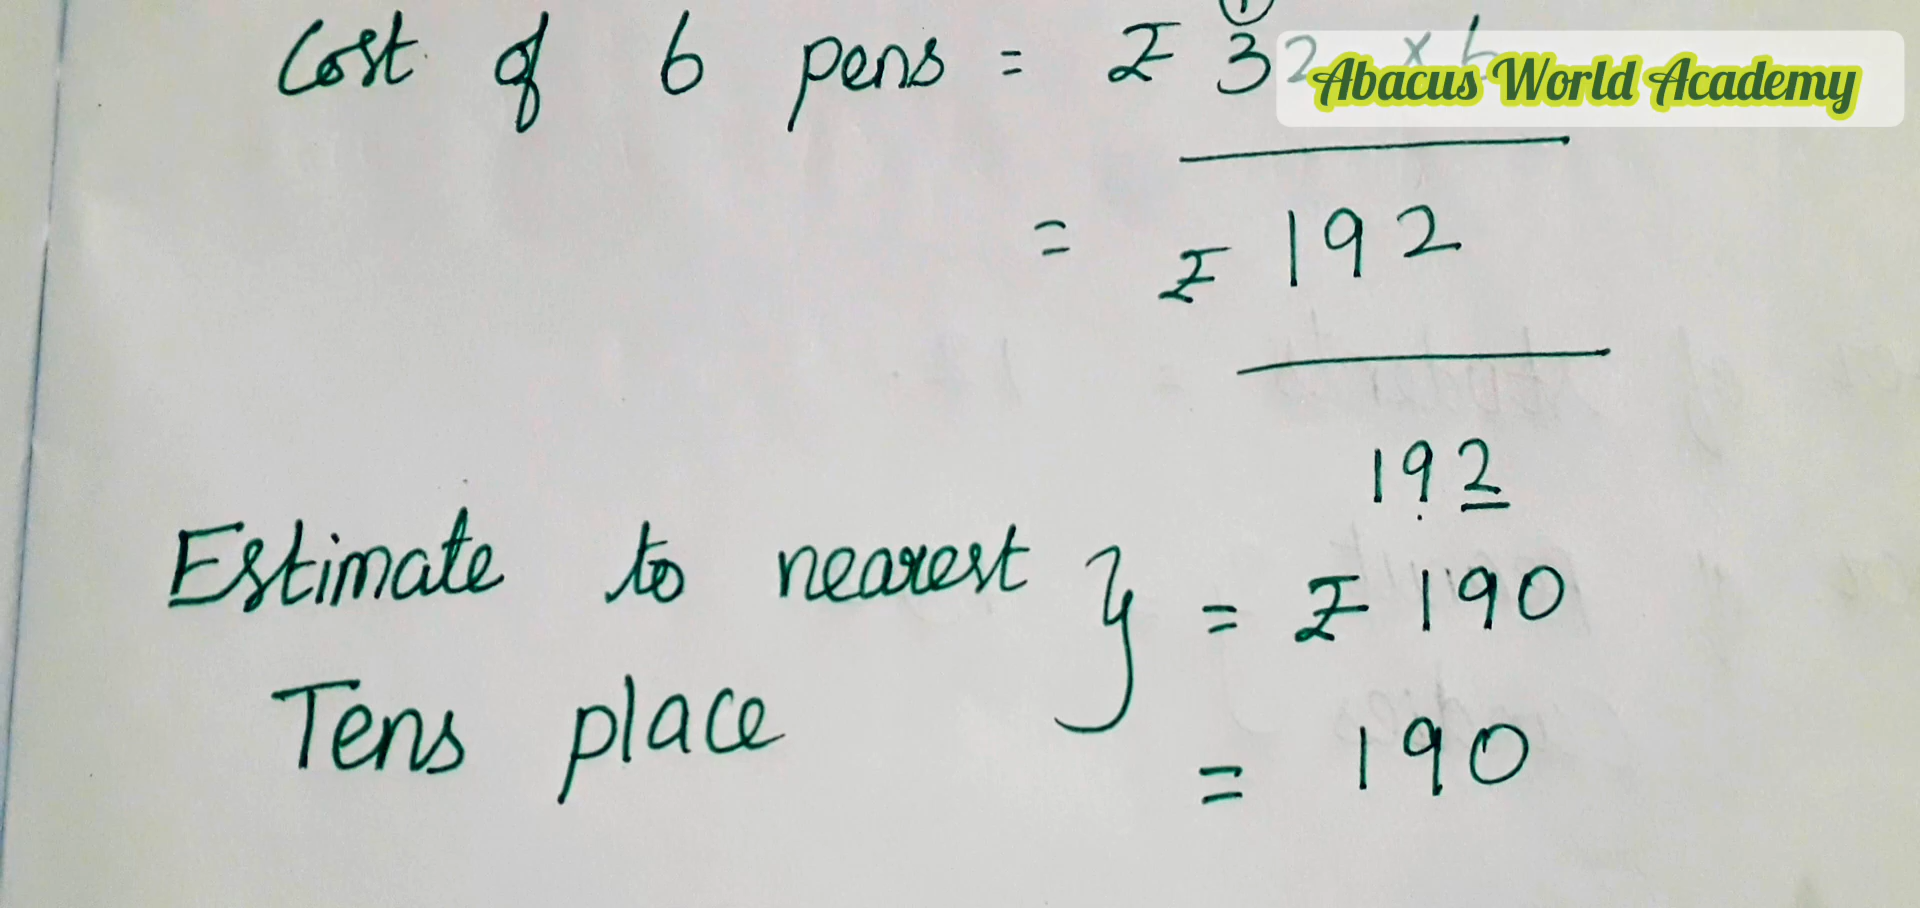 Cost of 6 pens = ₹ 32 × 6
Abacus World Academy
= ₹ 192
192
Estimate to nearest } = ₹ 190
Tens place
= 190